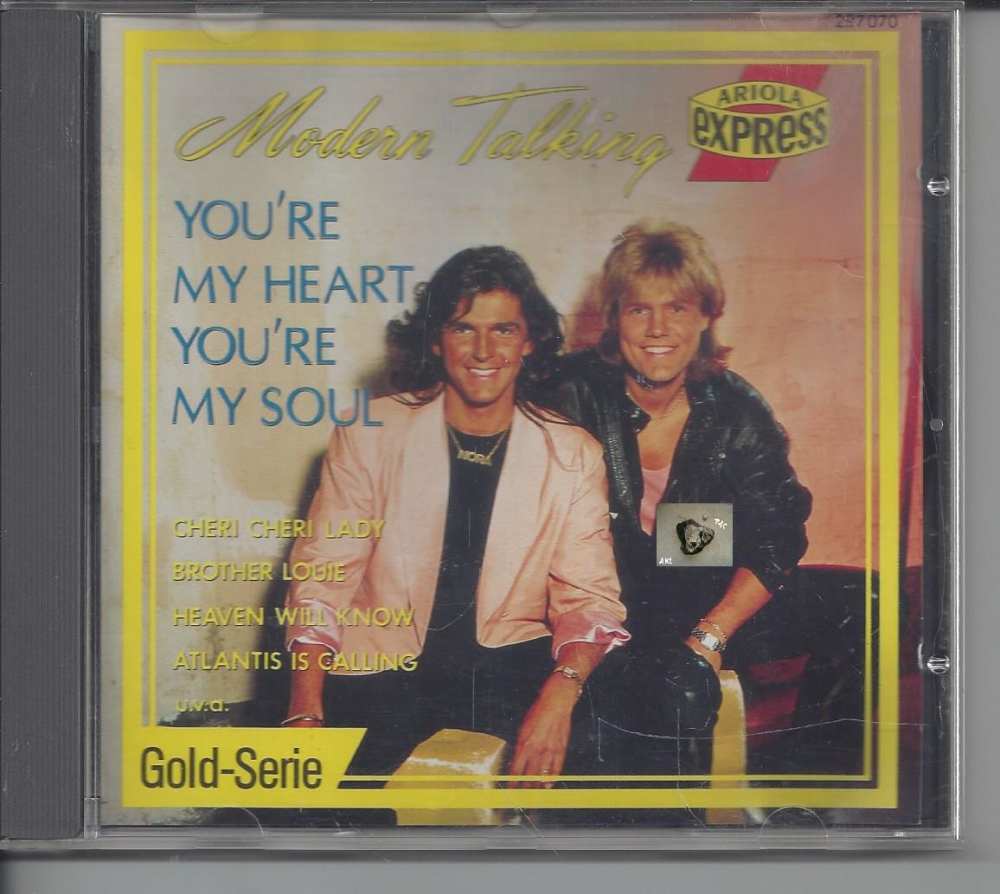 257070
Modern Talking
ARIOLA
EXPRESS
YOU'RE
MY HEART
YOU'RE
MY SOUL
NORA
CHERI CHERI LADY
BROTHER LOUIE
HEAVEN WILL KNOW
ATLANTIS IS CALLING
u.v.a.
Gold-Serie